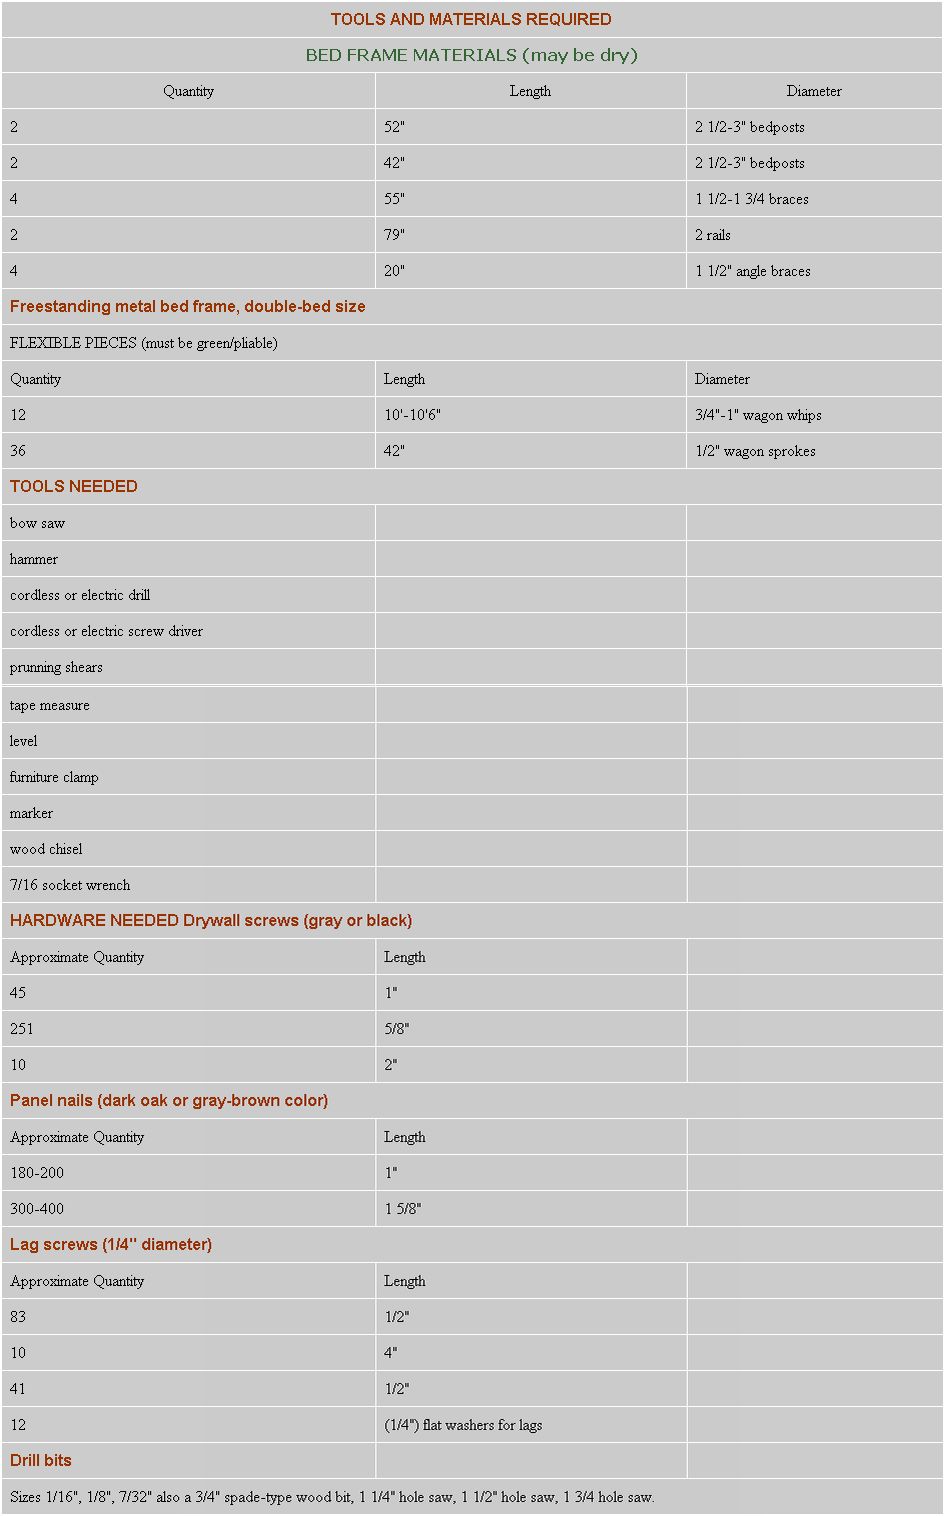 TOOLS AND MATERIALS REQUIRED
BED FRAME MATERIALS (may be dry)
Quantity Length Diameter
2 52" 2 1/2-3" bedposts
2 42" 2 1/2-3" bedposts
4 55" 1 1/2-1 3/4 braces
2 79" 2 rails
4 20" 1 1/2" angle braces
Freestanding metal bed frame, double-bed size
FLEXIBLE PIECES (must be green/pliable)
Quantity Length Diameter
12 10'-10'6" 3/4"-1" wagon whips
36 42" 1/2" wagon sprokes
TOOLS NEEDED
bow saw
hammer
cordless or electric drill
cordless or electric screw driver
prunning shears
tape measure
level
furniture clamp
marker
wood chisel
7/16 socket wrench
HARDWARE NEEDED Drywall screws (gray or black)
Approximate Quantity Length
45 1"
251 5/8"
10 2"
Panel nails (dark oak or gray-brown color)
Approximate Quantity Length
180-200 1"
300-400 1 5/8"
Lag screws (1/4" diameter)
Approximate Quantity Length
83 1/2"
10 4"
41 1/2"
12 (1/4") flat washers for lags
Drill bits
Sizes 1/16", 1/8", 7/32" also a 3/4" spade-type wood bit, 1 1/4" hole saw, 1 1/2" hole saw, 1 3/4 hole saw.